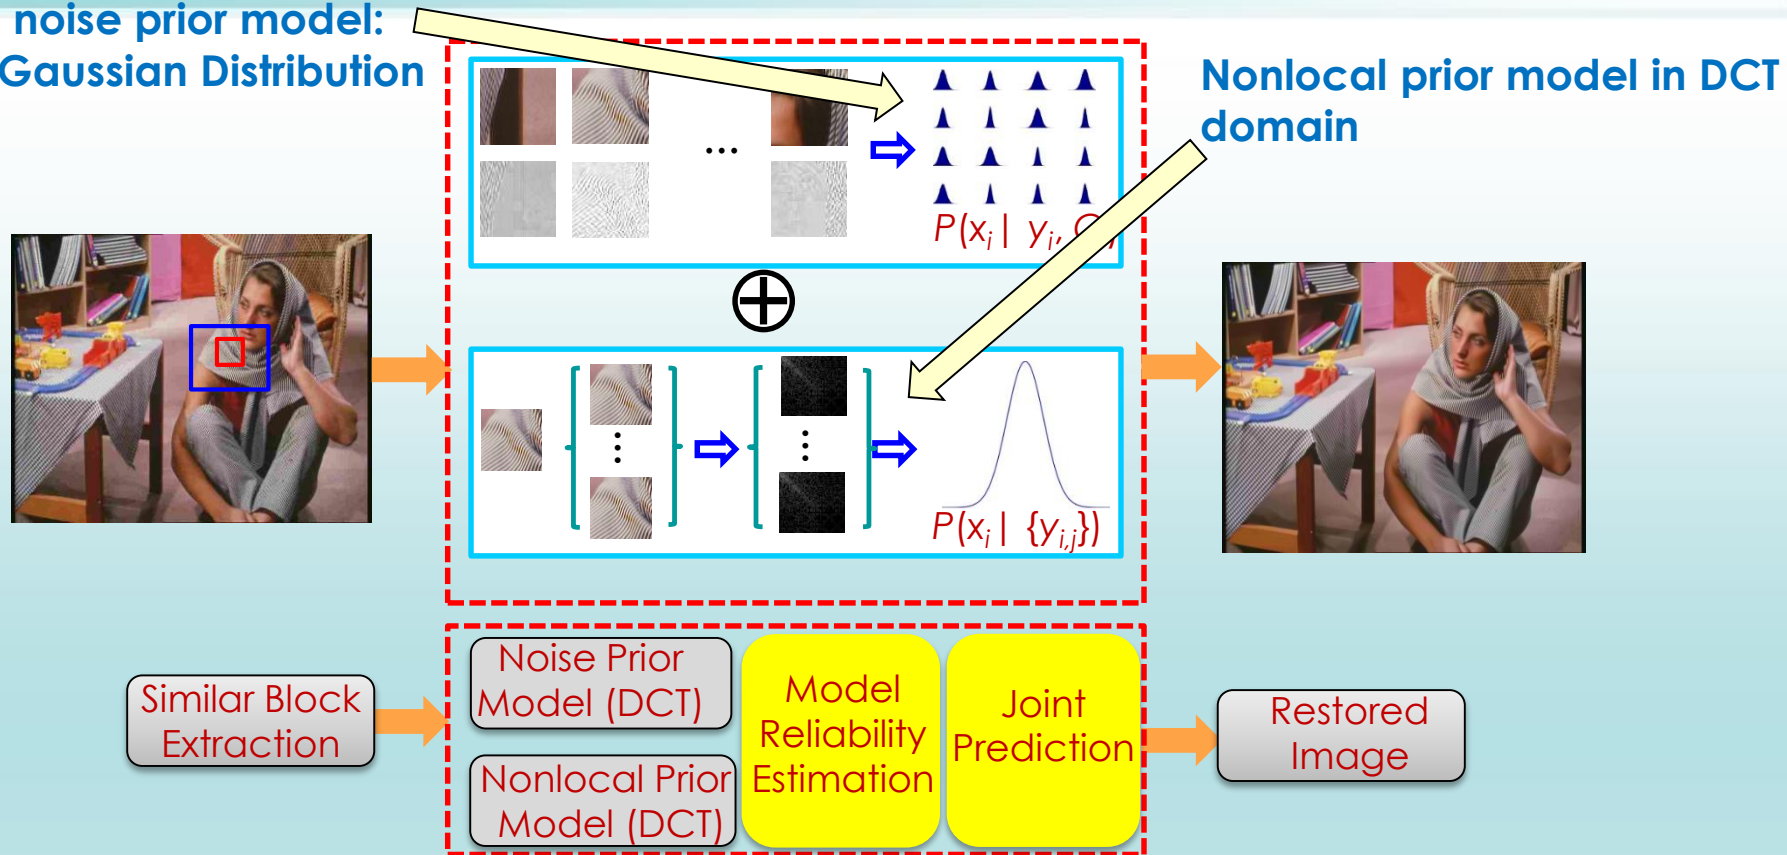 noise prior model:
Gaussian Distribution
Nonlocal prior model in DCT
domain
...
P(xᵢ | yᵢ,
P(xᵢ | {yᵢ,ⱼ})
Similar Block
Extraction
Noise Prior
Model (DCT)
Nonlocal Prior
Model (DCT)
Model
Reliability
Estimation
Joint
Prediction
Restored
Image